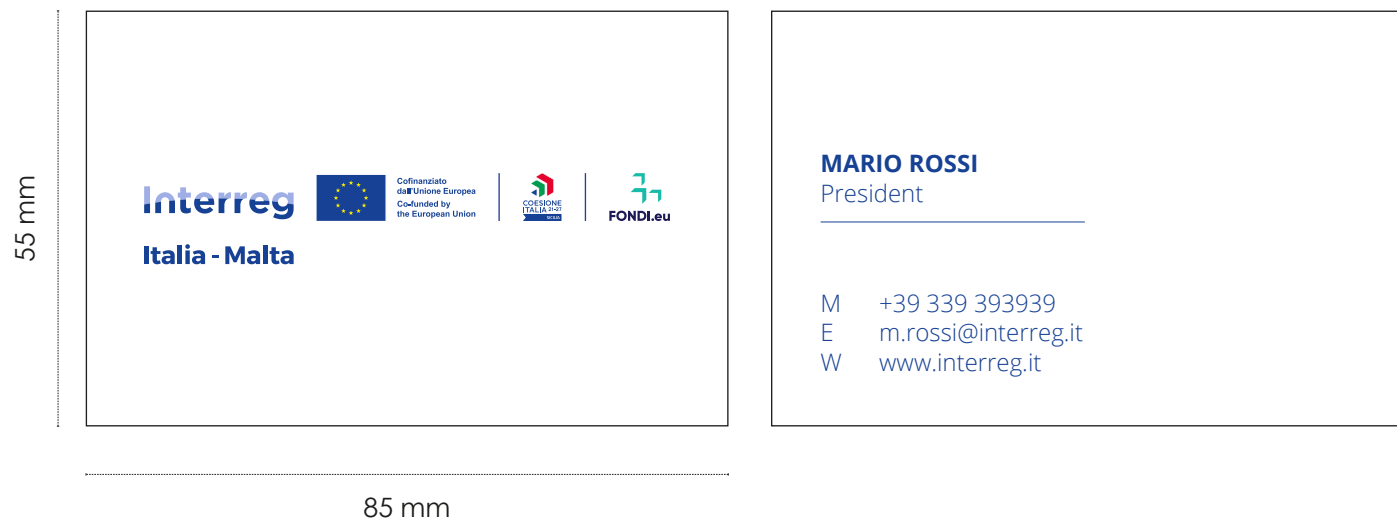 55 mm
Interreg
Italia - Malta
Cofinanziato
dall'Unione Europea
Co-funded by
the European Union
COESIONE
ITALIA 21-27
SICILIA
FONDI.eu
85 mm
MARIO ROSSI
President
M +39 339 393939
E m.rossi@interreg.it
W www.interreg.it